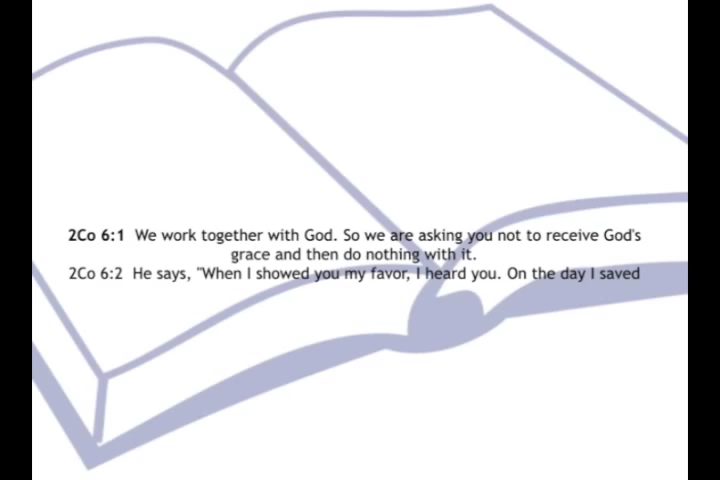 2Co 6:1 We work together with God. So we are asking you not to receive God's
grace and then do nothing with it.
2Co 6:2 He says, "When I showed you my favor, I heard you. On the day I saved